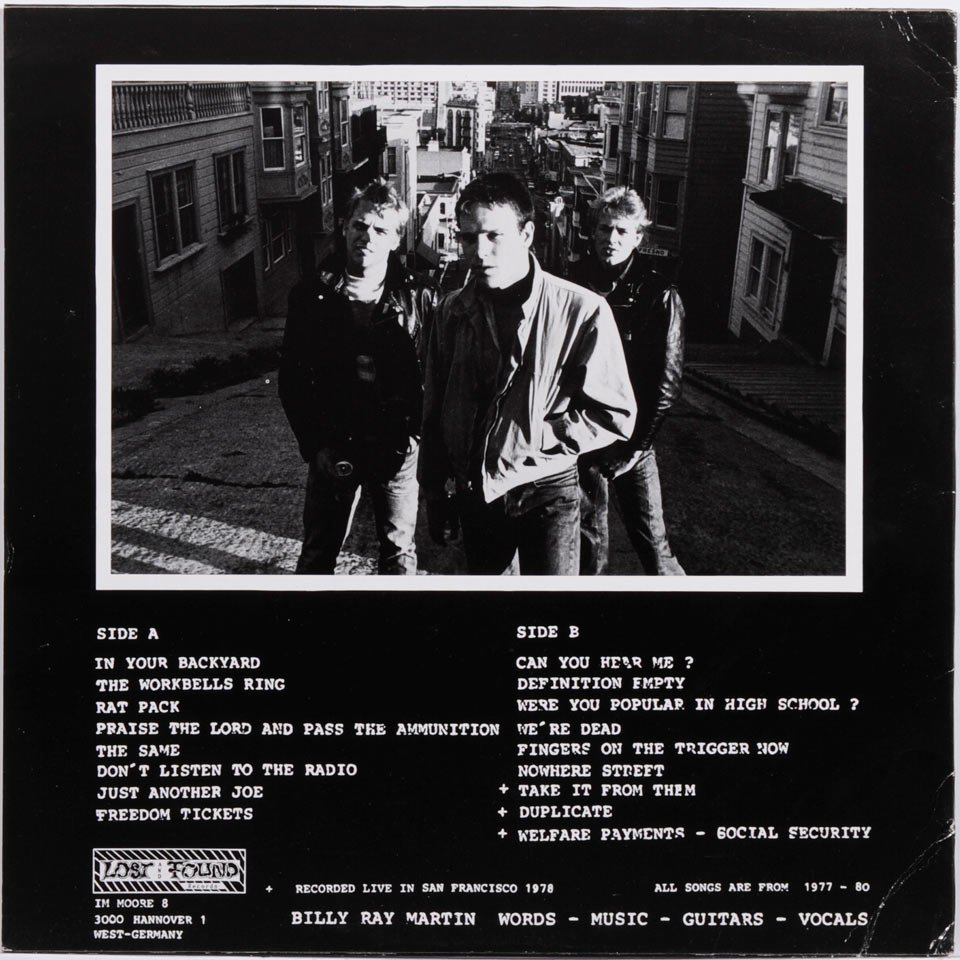 FRESNO
SIDE A
IN YOUR BACKYARD
THE WORKBELLS RING
RAT PACK
PRAISE THE LORD AND PASS THE AMMUNITION
THE SAME
DON´T LISTEN TO THE RADIO
JUST ANOTHER JOE
FREEDOM TICKETS
SIDE B
CAN YOU HEAR ME ?
DEFINITION EMPTY
WERE YOU POPULAR IN HIGH SCHOOL ?
WE´RE DEAD
FINGERS ON THE TRIGGER NOW
NOWHERE STREET
+ TAKE IT FROM THEM
+ DUPLICATE
+ WELFARE PAYMENTS - SOCIAL SECURITY
LOST AND FOUND
Records
IM MOORE 8
3000 HANNOVER 1
WEST-GERMANY
+ RECORDED LIVE IN SAN FRANCISCO 1978
ALL SONGS ARE FROM 1977 - 80
BILLY RAY MARTIN WORDS - MUSIC - GUITARS - VOCALS